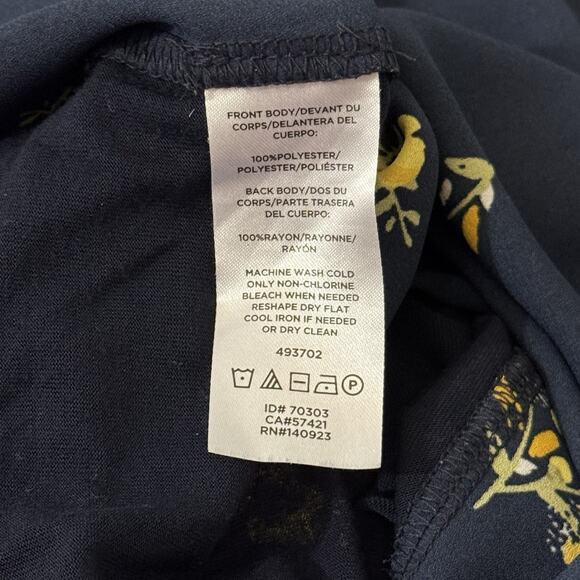 FRONT BODY/DEVANT DU
CORPS/DELANTERA DEL
CUERPO:
100%POLYESTER/
POLYESTER/POLIÉSTER
BACK BODY/DOS DU
CORPS/PARTE TRASERA
DEL CUERPO:
100%RAYON/RAYONNE/
RAYÓN
MACHINE WASH COLD
ONLY NON-CHLORINE
BLEACH WHEN NEEDED
RESHAPE DRY FLAT
COOL IRON IF NEEDED
OR DRY CLEAN
493702
P
ID# 70303
CA#57421
RN#140923